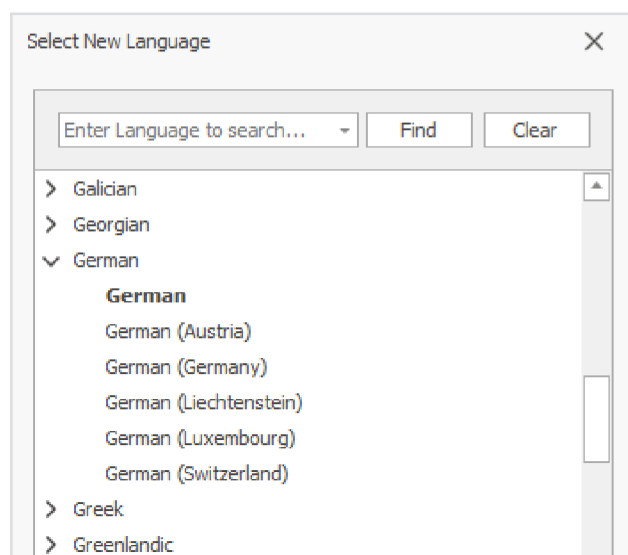 Select New Language
Enter Language to search... Find Clear
Galician
Georgian
German
German
German (Austria)
German (Germany)
German (Liechtenstein)
German (Luxembourg)
German (Switzerland)
Greek
Greenlandic